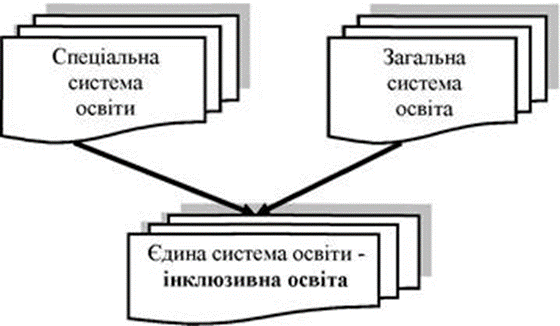 Спеціальна
система
освіти
Загальна
система
освіта
Єдина система освіти -
інклюзивна освіта